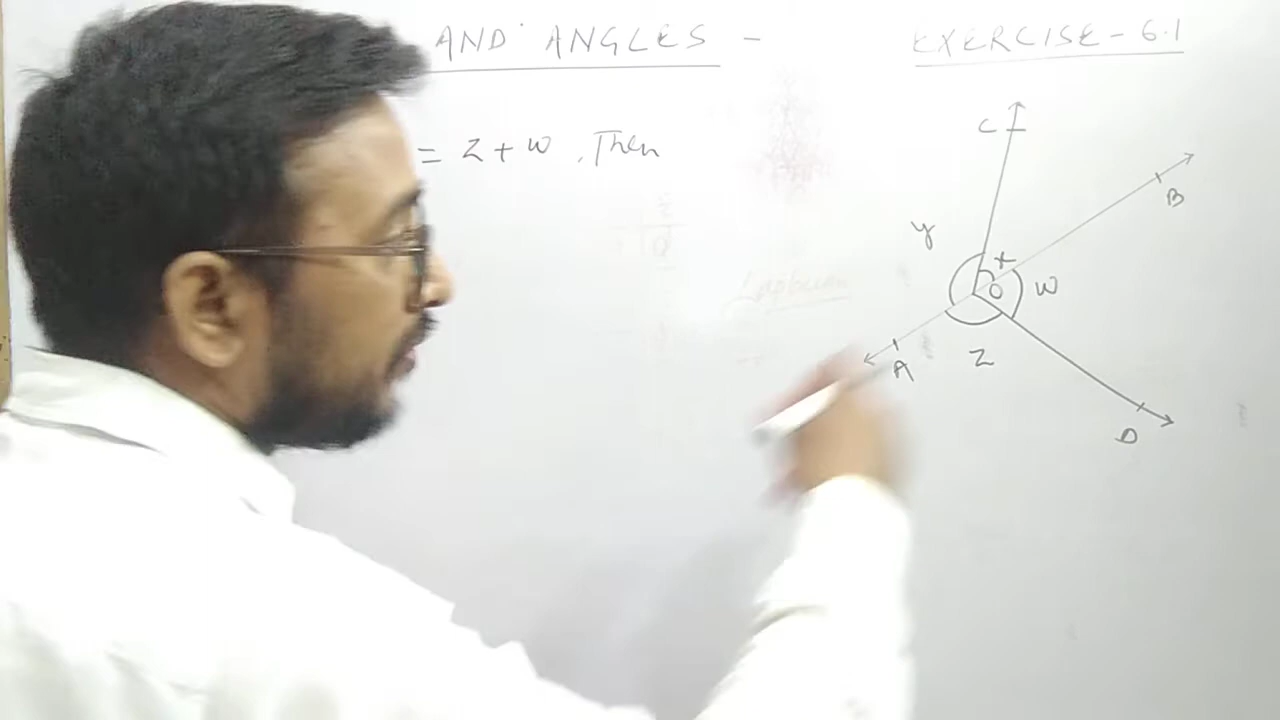 AND ANGLES - EXERCISE - 6.1
= z + w , Then
C
B
y
x
O
w
A
z
D